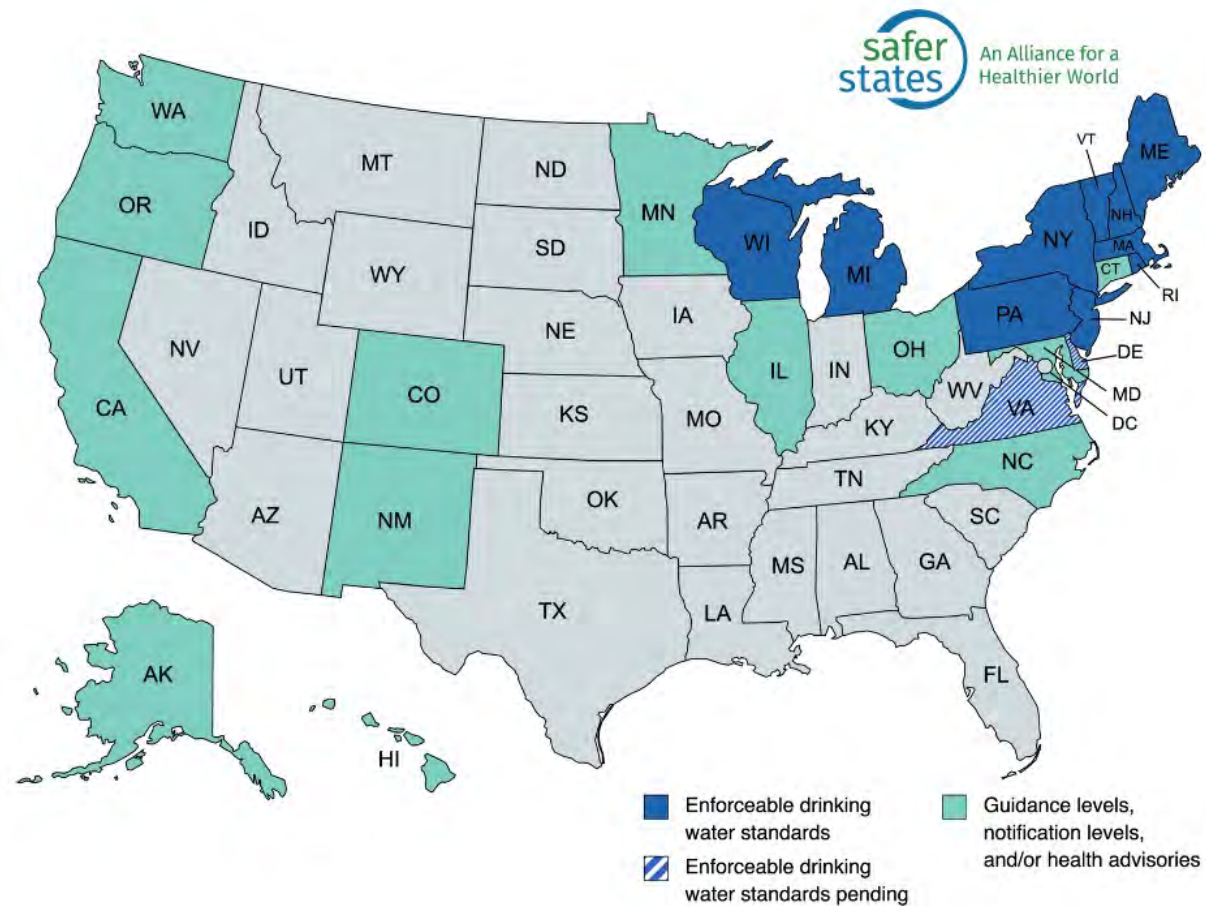 safer
states
An Alliance for a
Healthier World
WA
MT
ND
MN
VT
ME
OR
ID
SD
WI
NY
NH
WY
MI
MA
CT
RI
IA
PA
NJ
NE
NV
OH
DE
UT
IL
IN
CA
CO
WV
MD
KS
MO
VA
DC
KY
NC
TN
OK
AZ
NM
AR
SC
MS
AL
GA
TX
LA
AK
FL
HI
Enforceable drinking
water standards
Enforceable drinking
water standards pending
Guidance levels,
notification levels,
and/or health advisories